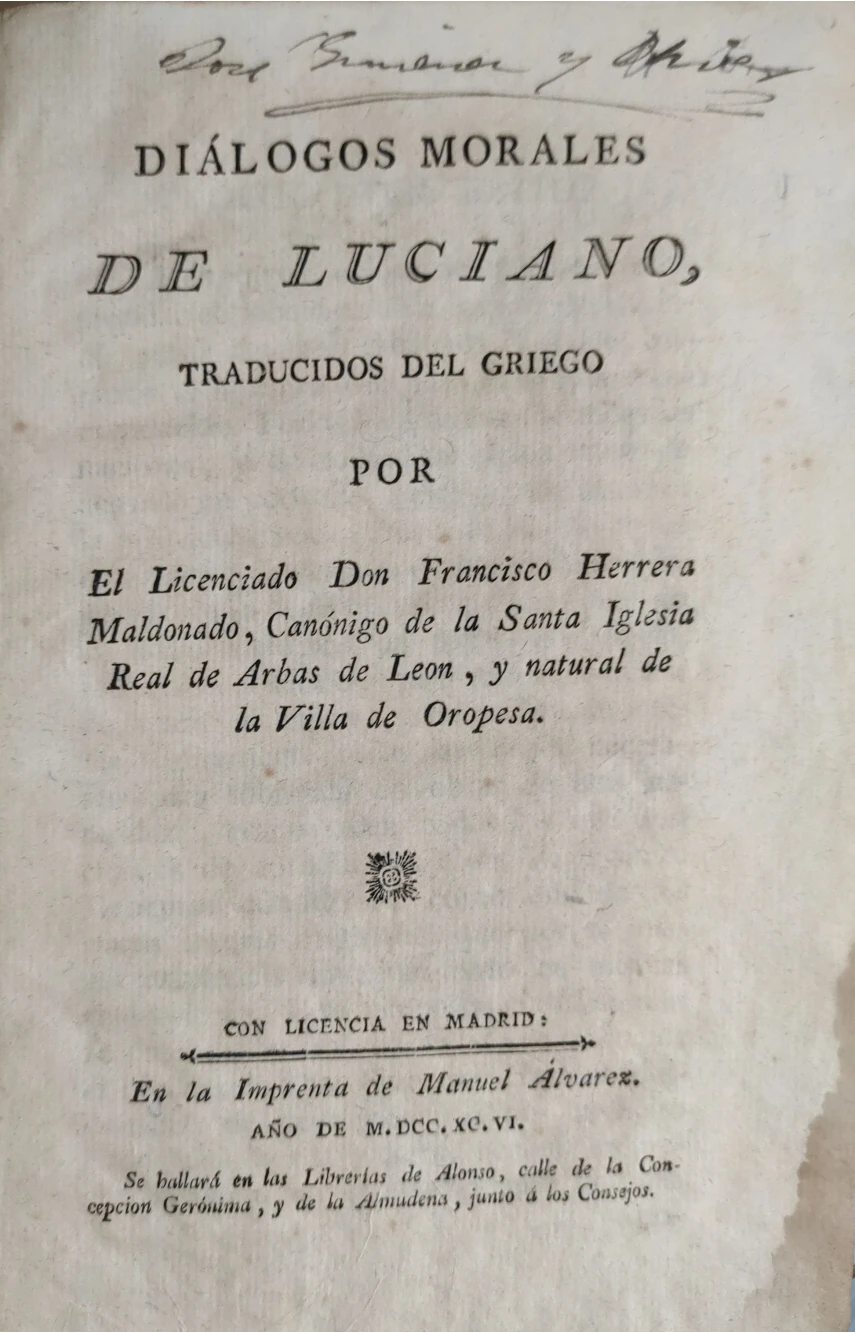 José Gimenez y
DIÁLOGOS MORALES
DE LUCIANO,
TRADUCIDOS DEL GRIEGO
POR
El Licenciado Don Francisco Herrera
Maldonado, Canónigo de la Santa Iglesia
Real de Arbas de Leon, y natural de
la Villa de Oropesa.
CON LICENCIA EN MADRID:
En la Imprenta de Manuel Álvarez.
AÑO DE M.DCC.XC.VI.
Se hallará en las Librerías de Alonso, calle de la Con-
cepcion Gerónima, y de la Almudena, junto á los Consejos.